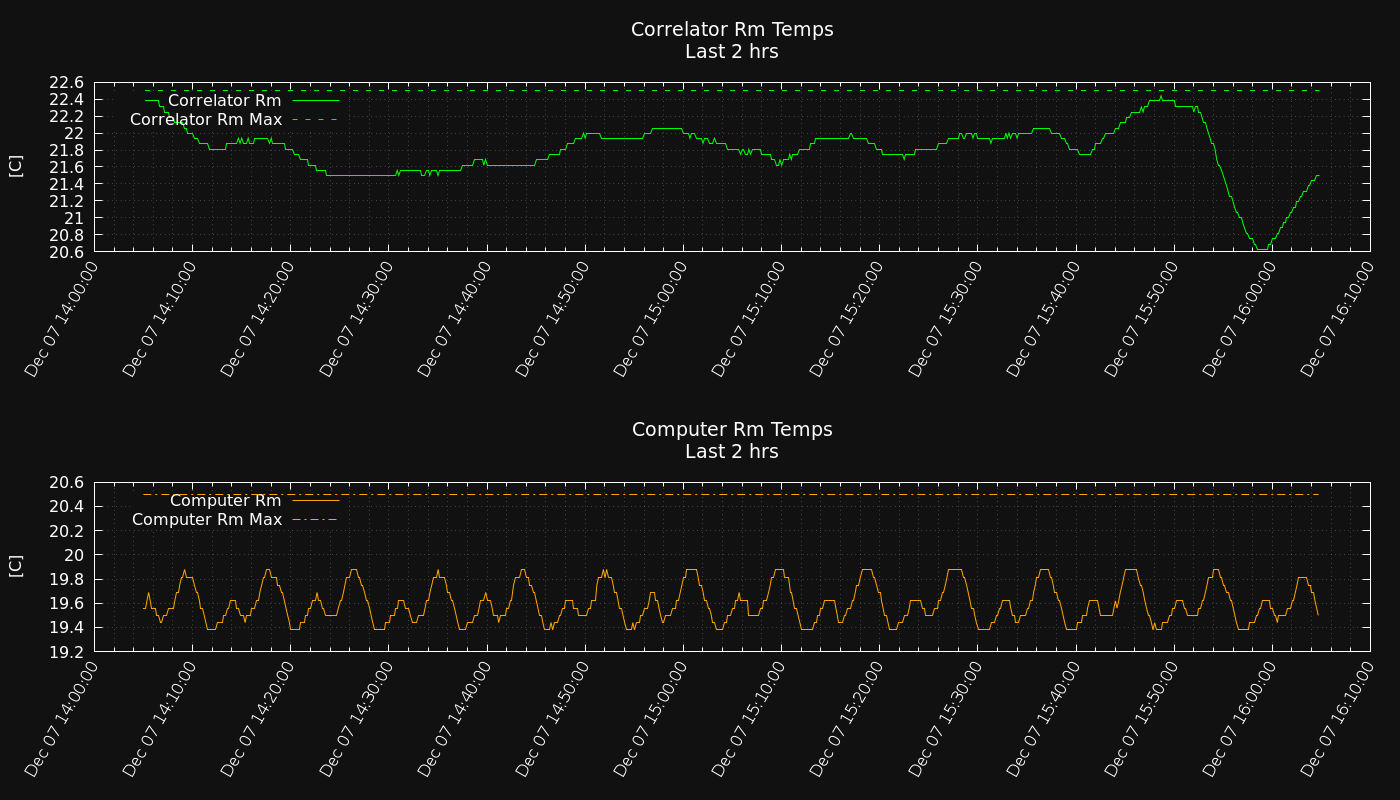 Correlator Rm Temps
Last 2 hrs
[C]
22.6
22.4
22.2
22
21.8
21.6
21.4
21.2
21
20.8
20.6
Correlator Rm
Correlator Rm Max
Dec 07 14:00:00
Dec 07 14:10:00
Dec 07 14:20:00
Dec 07 14:30:00
Dec 07 14:40:00
Dec 07 14:50:00
Dec 07 15:00:00
Dec 07 15:10:00
Dec 07 15:20:00
Dec 07 15:30:00
Dec 07 15:40:00
Dec 07 15:50:00
Dec 07 16:00:00
Dec 07 16:10:00
Computer Rm Temps
Last 2 hrs
[C]
20.6
20.4
20.2
20
19.8
19.6
19.4
19.2
Computer Rm
Computer Rm Max
Dec 07 14:00:00
Dec 07 14:10:00
Dec 07 14:20:00
Dec 07 14:30:00
Dec 07 14:40:00
Dec 07 14:50:00
Dec 07 15:00:00
Dec 07 15:10:00
Dec 07 15:20:00
Dec 07 15:30:00
Dec 07 15:40:00
Dec 07 15:50:00
Dec 07 16:00:00
Dec 07 16:10:00